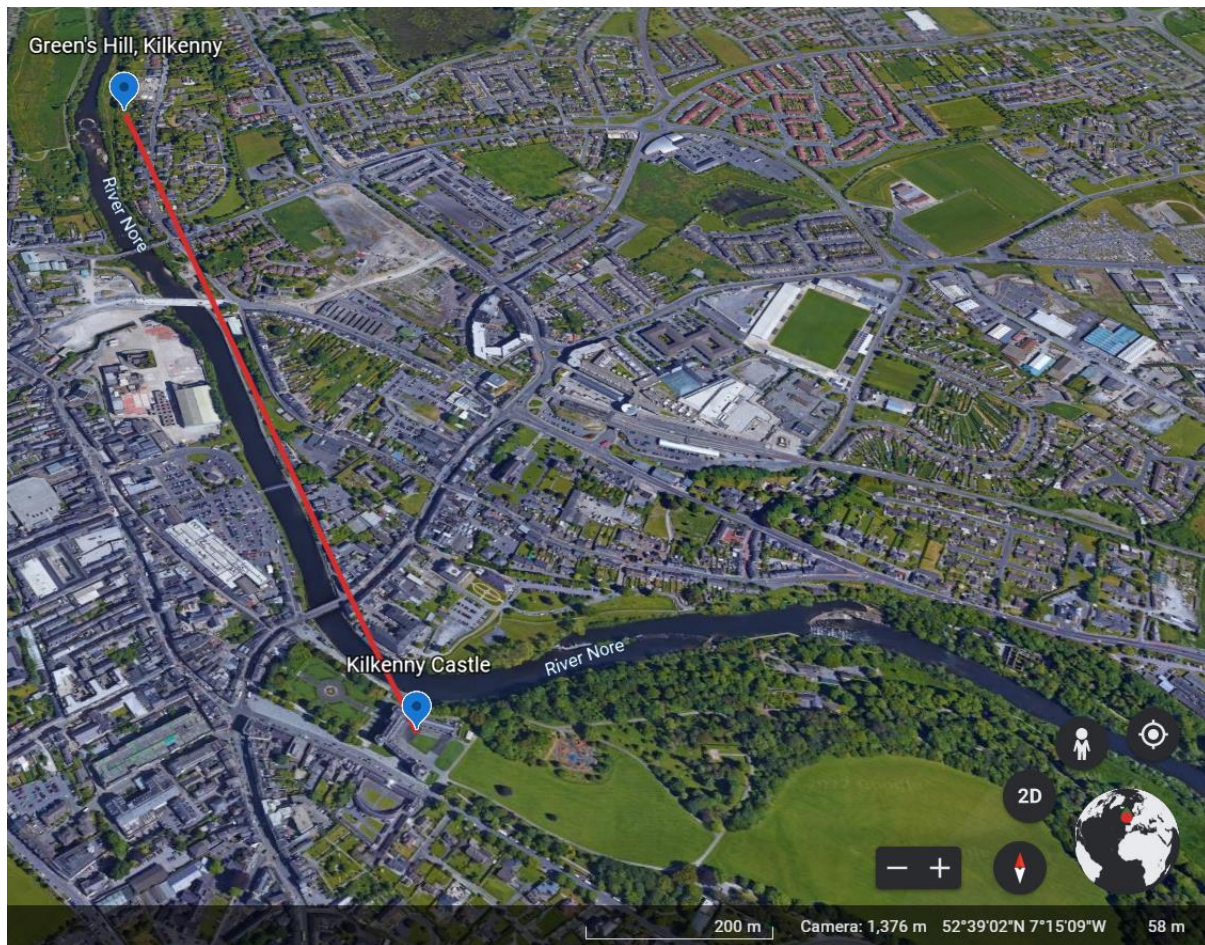 Green's Hill, Kilkenny
River Nore
Kilkenny Castle
River Nore
2D
200 m
Camera: 1,376 m 52°39'02"N 7°15'09"W 58 m